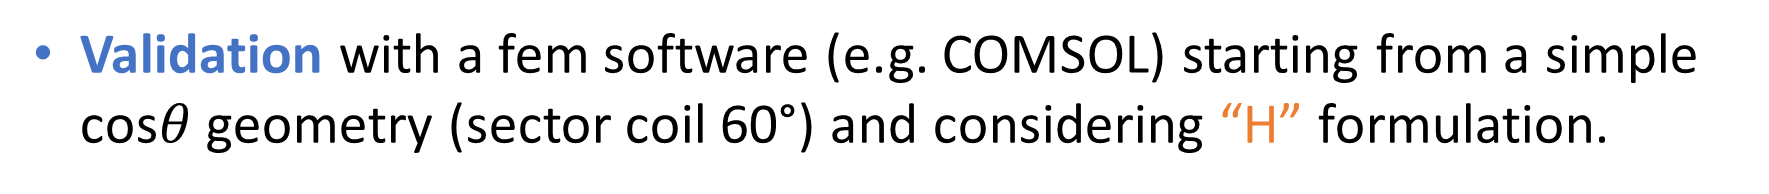 • Validation with a fem software (e.g. COMSOL) starting from a simple
cos𝜃 geometry (sector coil 60°) and considering “H” formulation.